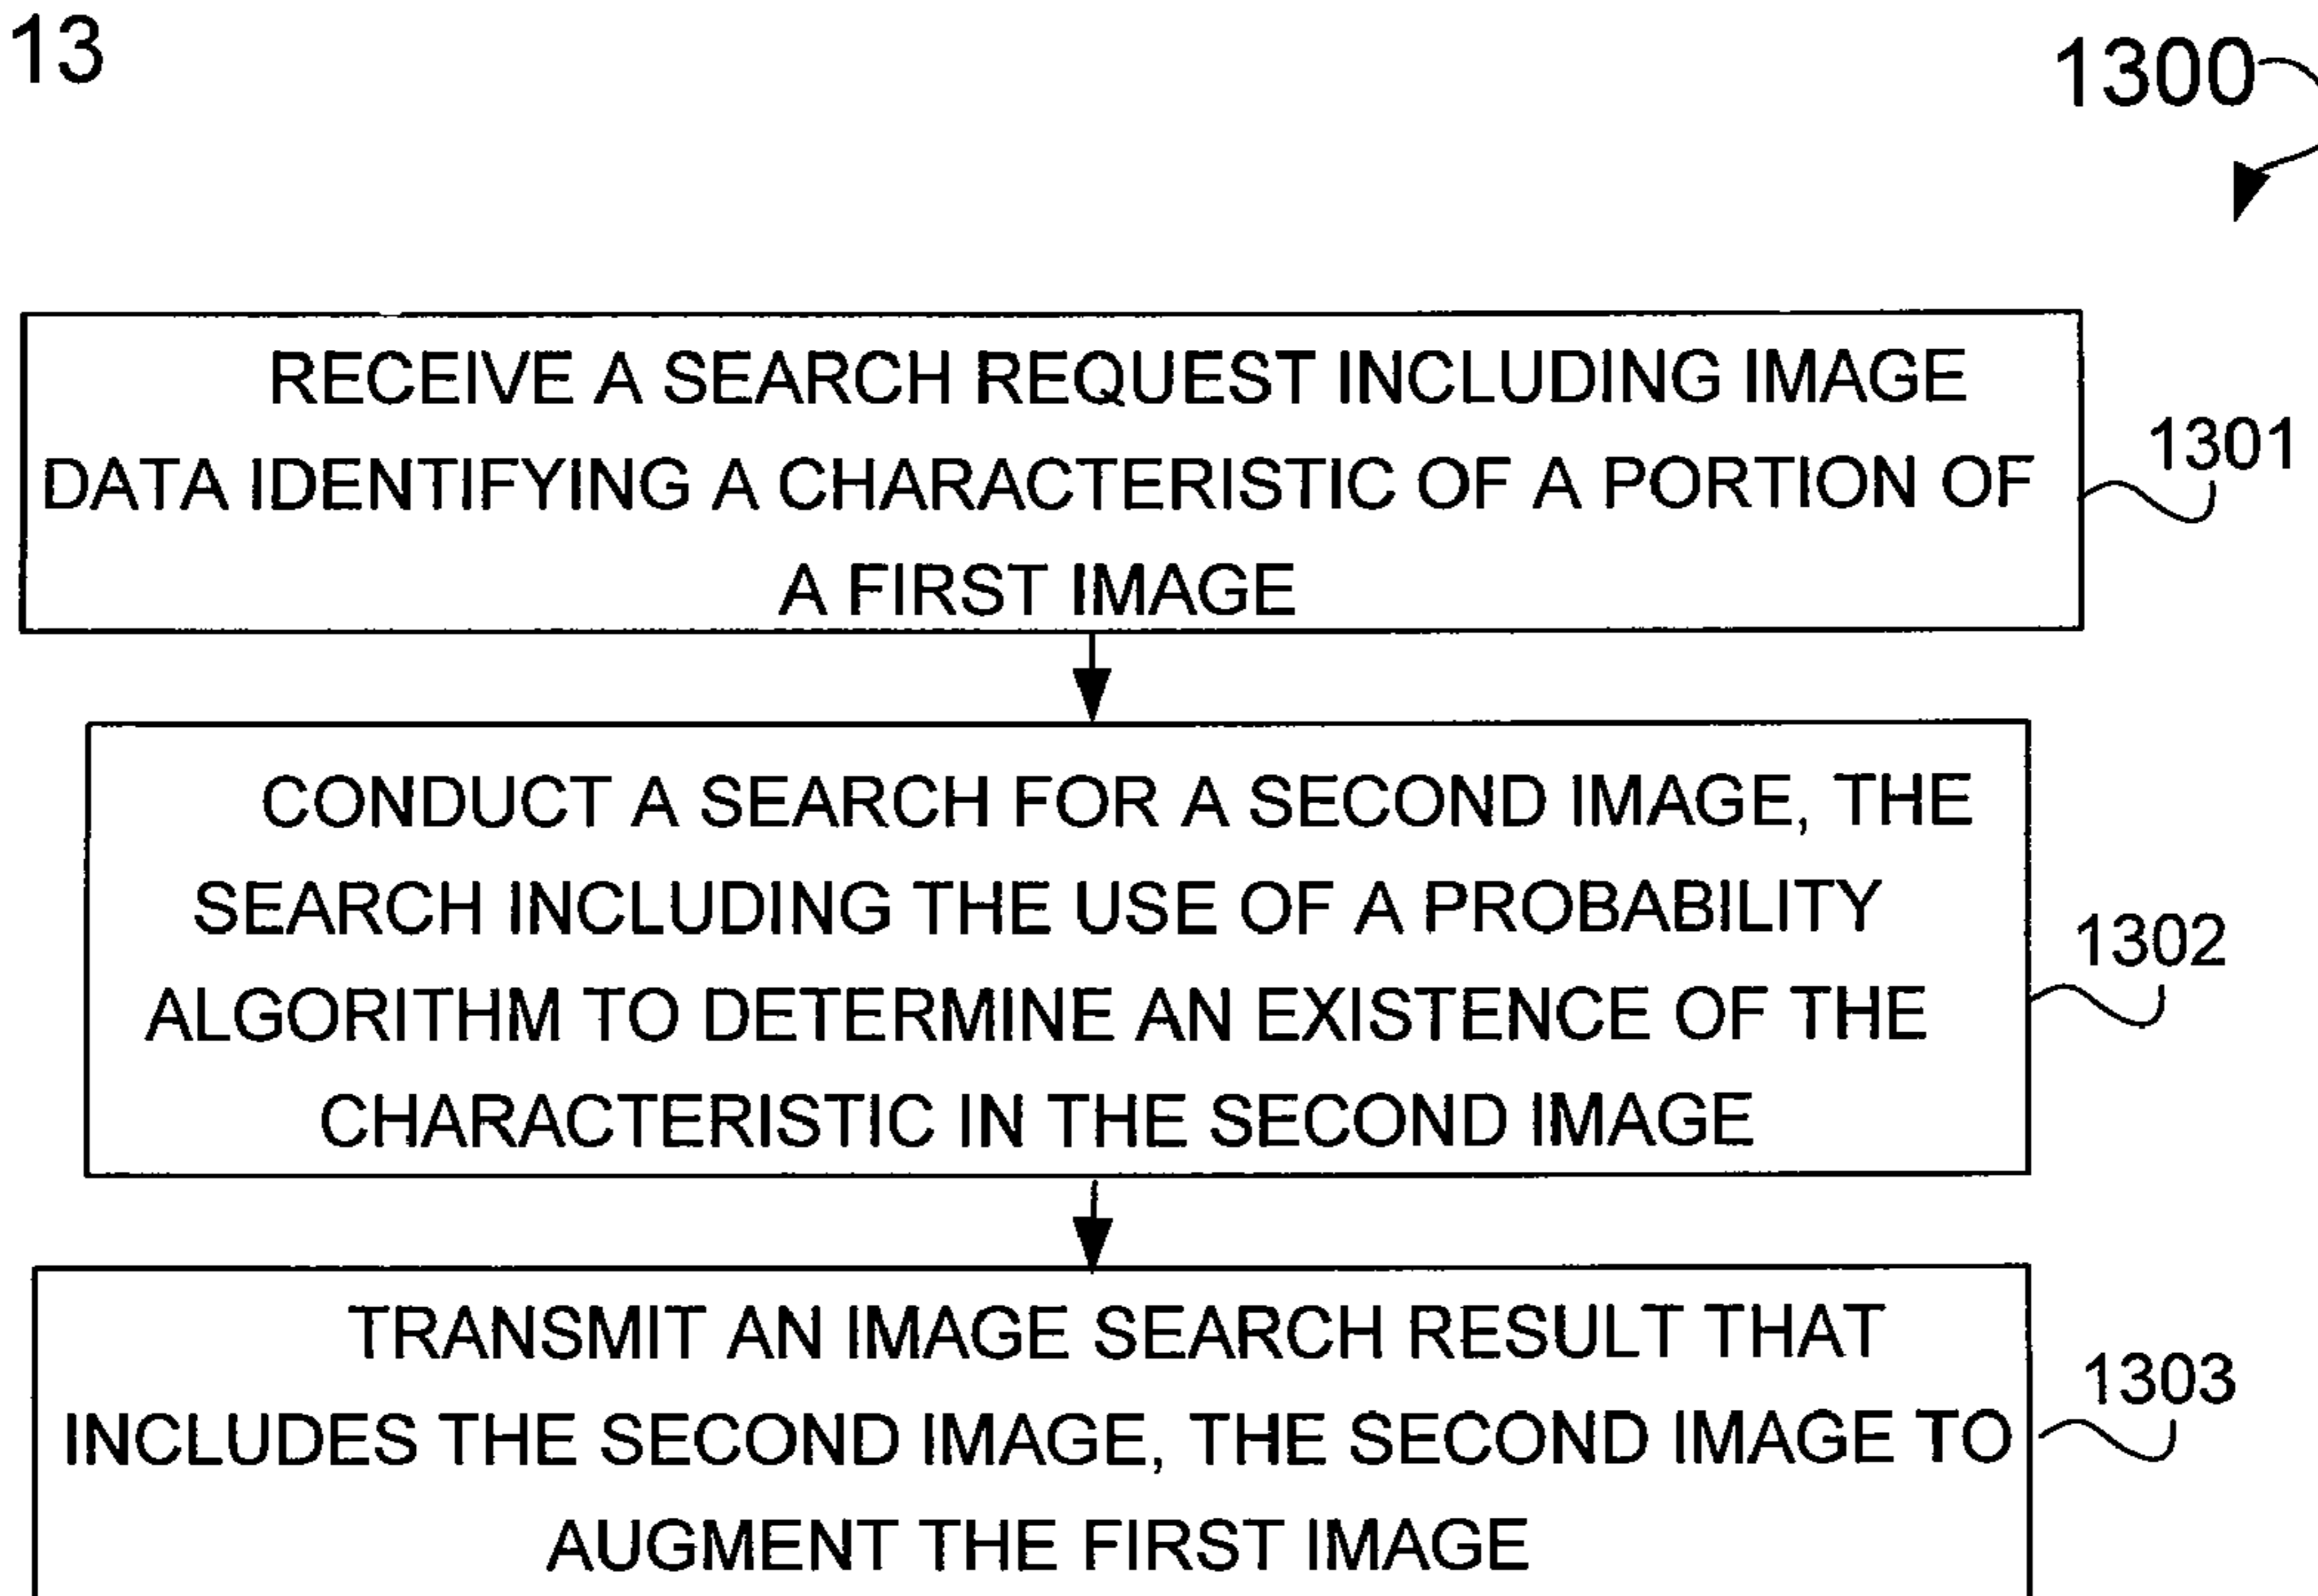 13
1300
RECEIVE A SEARCH REQUEST INCLUDING IMAGE
DATA IDENTIFYING A CHARACTERISTIC OF A PORTION OF
A FIRST IMAGE
1301
CONDUCT A SEARCH FOR A SECOND IMAGE, THE
SEARCH INCLUDING THE USE OF A PROBABILITY
ALGORITHM TO DETERMINE AN EXISTENCE OF THE
CHARACTERISTIC IN THE SECOND IMAGE
1302
TRANSMIT AN IMAGE SEARCH RESULT THAT
INCLUDES THE SECOND IMAGE, THE SECOND IMAGE TO
AUGMENT THE FIRST IMAGE
1303